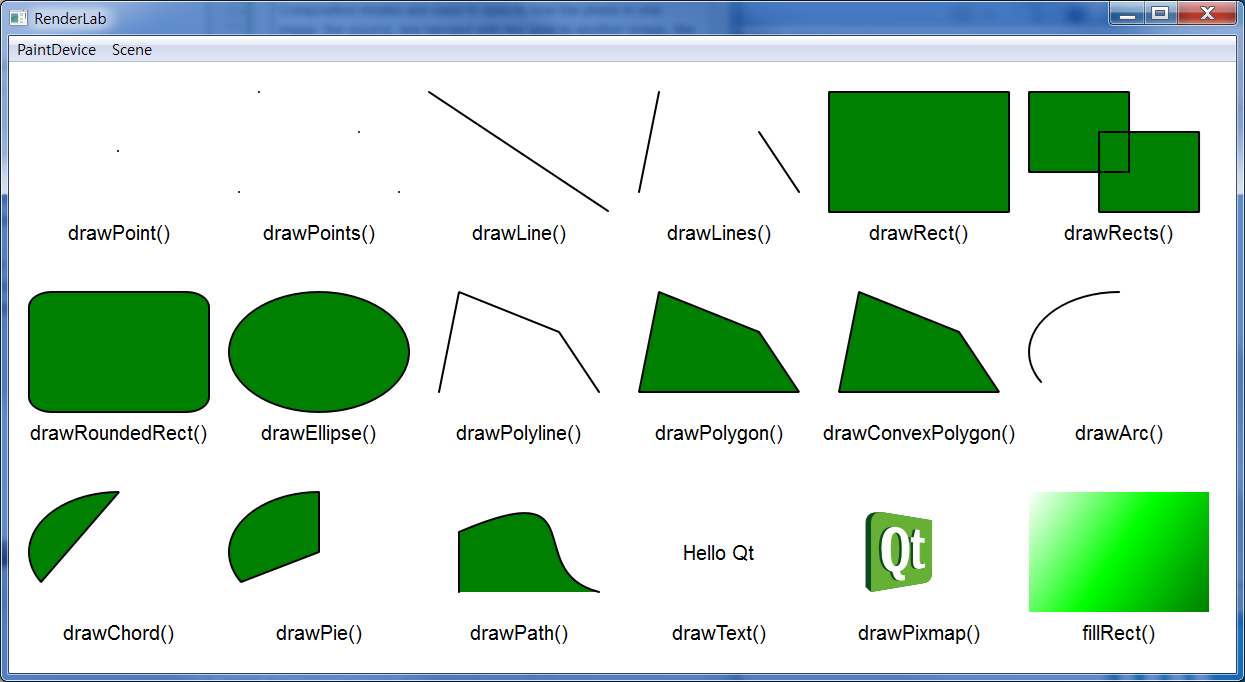 RenderLab
PaintDevice Scene
drawPoint() drawPoints() drawLine() drawLines() drawRect() drawRects()
drawRoundedRect() drawEllipse() drawPolyline() drawPolygon() drawConvexPolygon() drawArc()
Hello Qt Qt
drawChord() drawPie() drawPath() drawText() drawPixmap() fillRect()